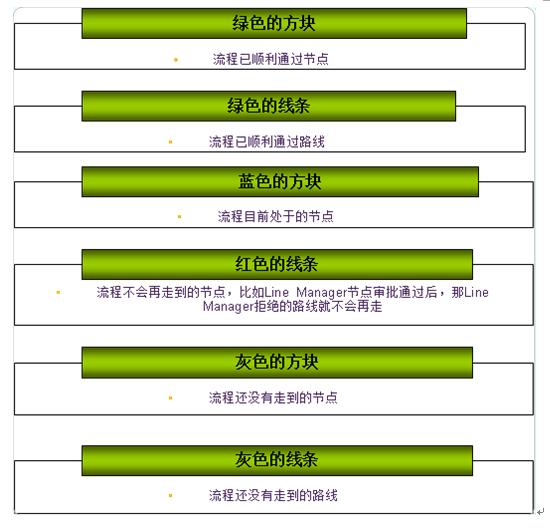 绿色的方块
流程已顺利通过节点
绿色的线条
流程已顺利通过路线
蓝色的方块
流程目前处于的节点
红色的线条
流程不会再走到的节点，比如Line Manager节点审批通过后，那Line
Manager拒绝的路线就不会再走
灰色的方块
流程还没有走到的节点
灰色的线条
流程还没有走到的路线